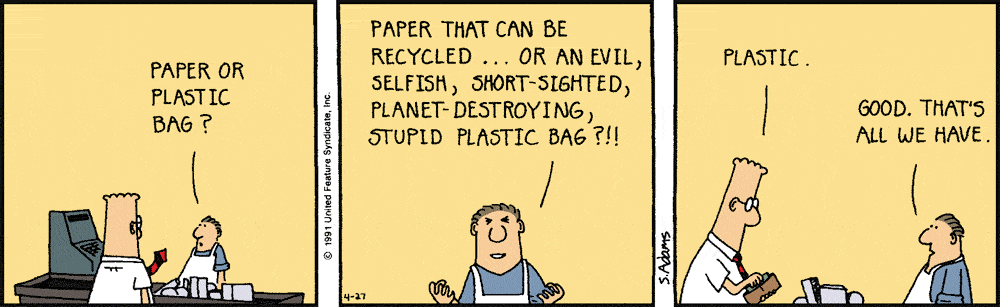 PAPER OR
PLASTIC
BAG?
© 1991 United Feature Syndicate, Inc.
PAPER THAT CAN BE
RECYCLED ... OR AN EVIL,
SELFISH, SHORT-SIGHTED,
PLANET-DESTROYING,
STUPID PLASTIC BAG?!!
4-27
S.Adams
PLASTIC.
GOOD. THAT'S
ALL WE HAVE.